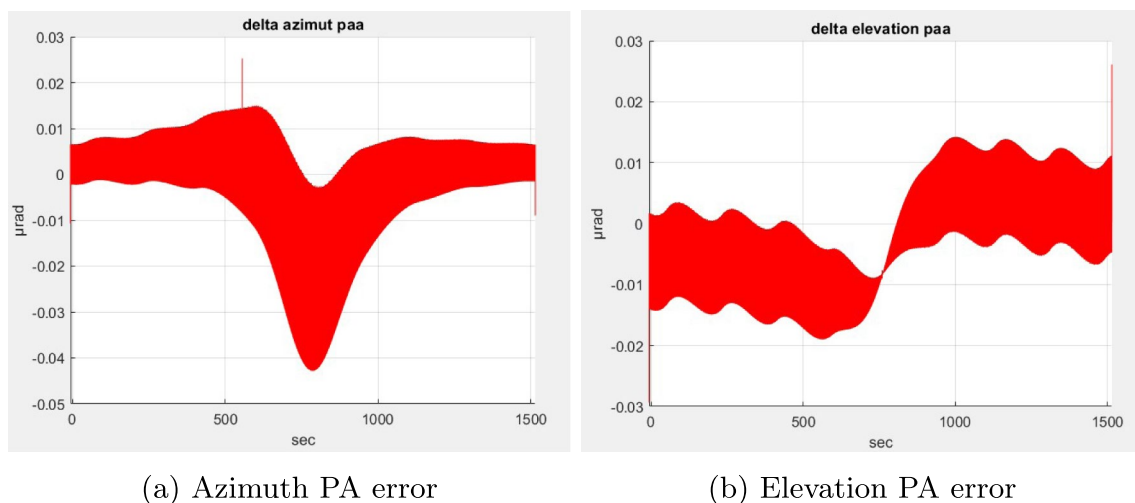 delta azimut paa
0.03
0.02
0.01
0
-0.01
-0.02
-0.03
-0.04
-0.05
µrad
0 500 1000 1500
sec
(a) Azimuth PA error
delta elevation paa
0.03
0.02
0.01
0
-0.01
-0.02
-0.03
µrad
0 500 1000 1500
sec
(b) Elevation PA error